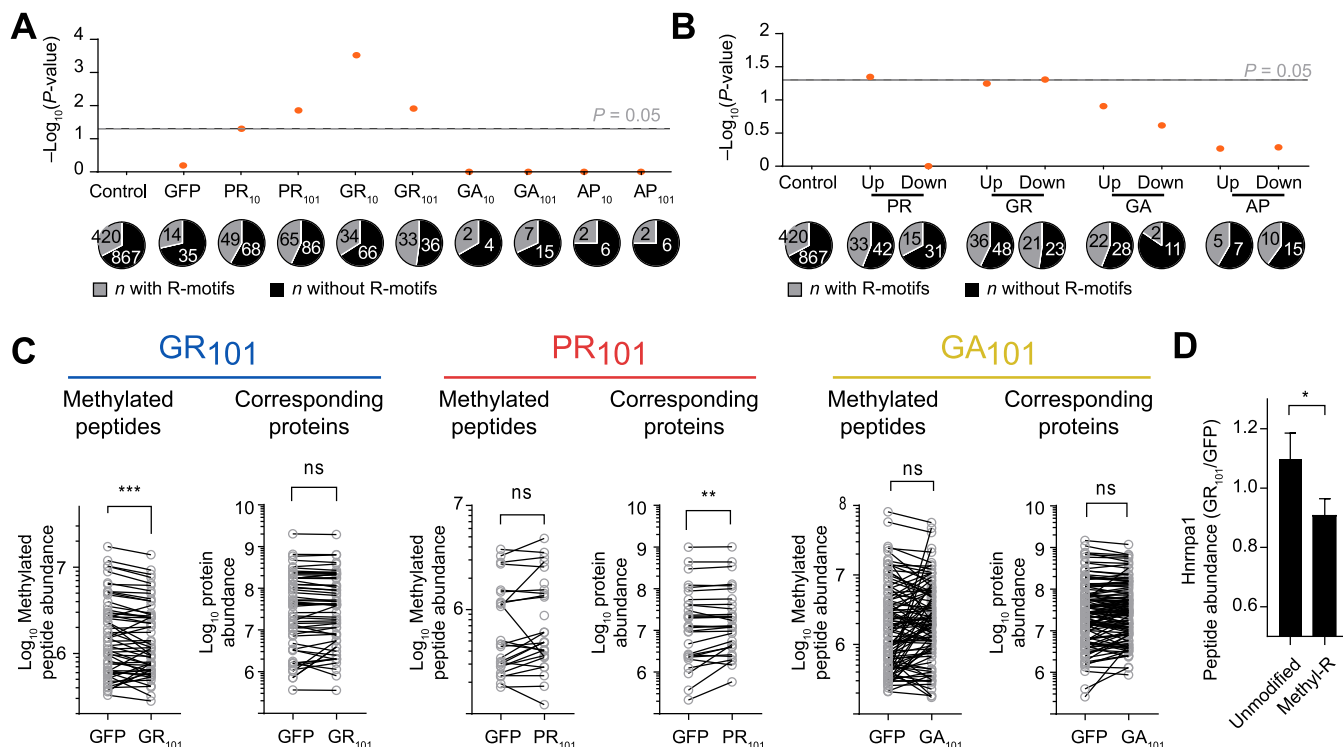 A
–Log10(P-value)
4
3
2
1
0
P = 0.05
Control GFP PR10 PR101 GR10 GR101 GA10 GA101 AP10 AP101
420 867 14 35 49 68 65 86 34 66 33 36 2 4 7 15 2 6 2 6
n with R-motifs n without R-motifs
B
–Log10(P-value)
2
1.5
1
0.5
0
P = 0.05
Control Up Down Up Down Up Down Up Down
PR GR GA AP
420 867 33 42 15 31 36 48 21 23 22 28 2 11 5 7 10 15
n with R-motifs n without R-motifs
C
GR101
Methylated peptides
Corresponding proteins
***
ns
Log10 Methylated peptide abundance
7
6
GFP GR101
Log10 protein abundance
10
9
8
7
6
GFP GR101
PR101
Methylated peptides
Corresponding proteins
ns
**
Log10 Methylated peptide abundance
7
6
GFP PR101
Log10 protein abundance
10
9
8
7
6
GFP PR101
GA101
Methylated peptides
Corresponding proteins
ns
ns
Log10 Methylated peptide abundance
8
7
6
GFP GA101
Log10 protein abundance
10
9
8
7
6
GFP GA101
D
*
Hnrnpa1
Peptide abundance (GR101/GFP)
1.2
1.0
0.8
0.6
Unmodified
Methyl-R